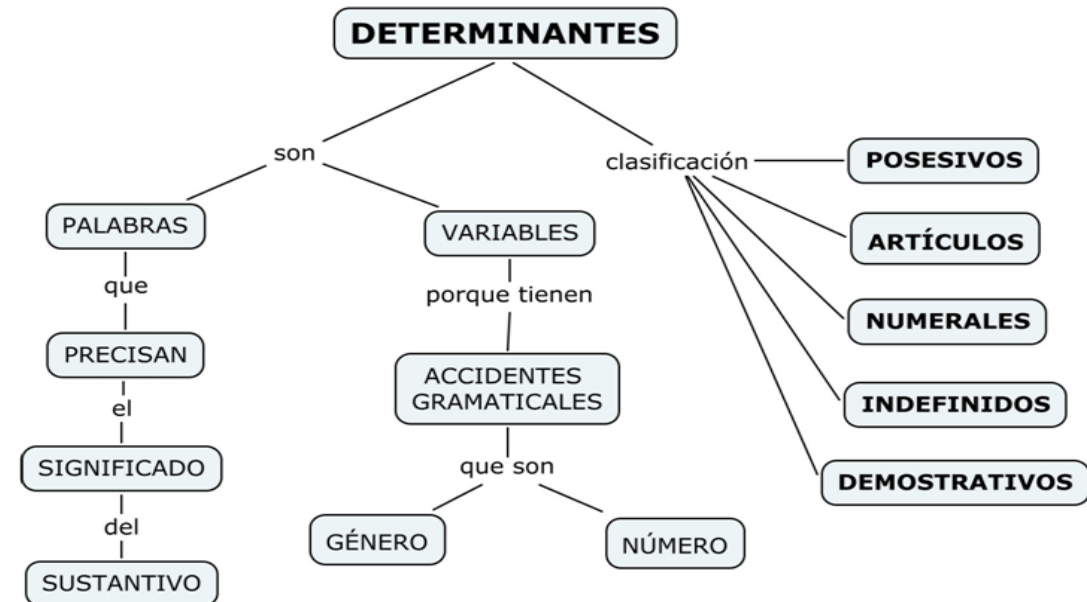 DETERMINANTES
son
PALABRAS
que
PRECISAN
el
SIGNIFICADO
del
SUSTANTIVO
VARIABLES
porque tienen
ACCIDENTES
GRAMATICALES
que son
GÉNERO
NÚMERO
clasificación
POSESIVOS
ARTÍCULOS
NUMERALES
INDEFINIDOS
DEMOSTRATIVOS